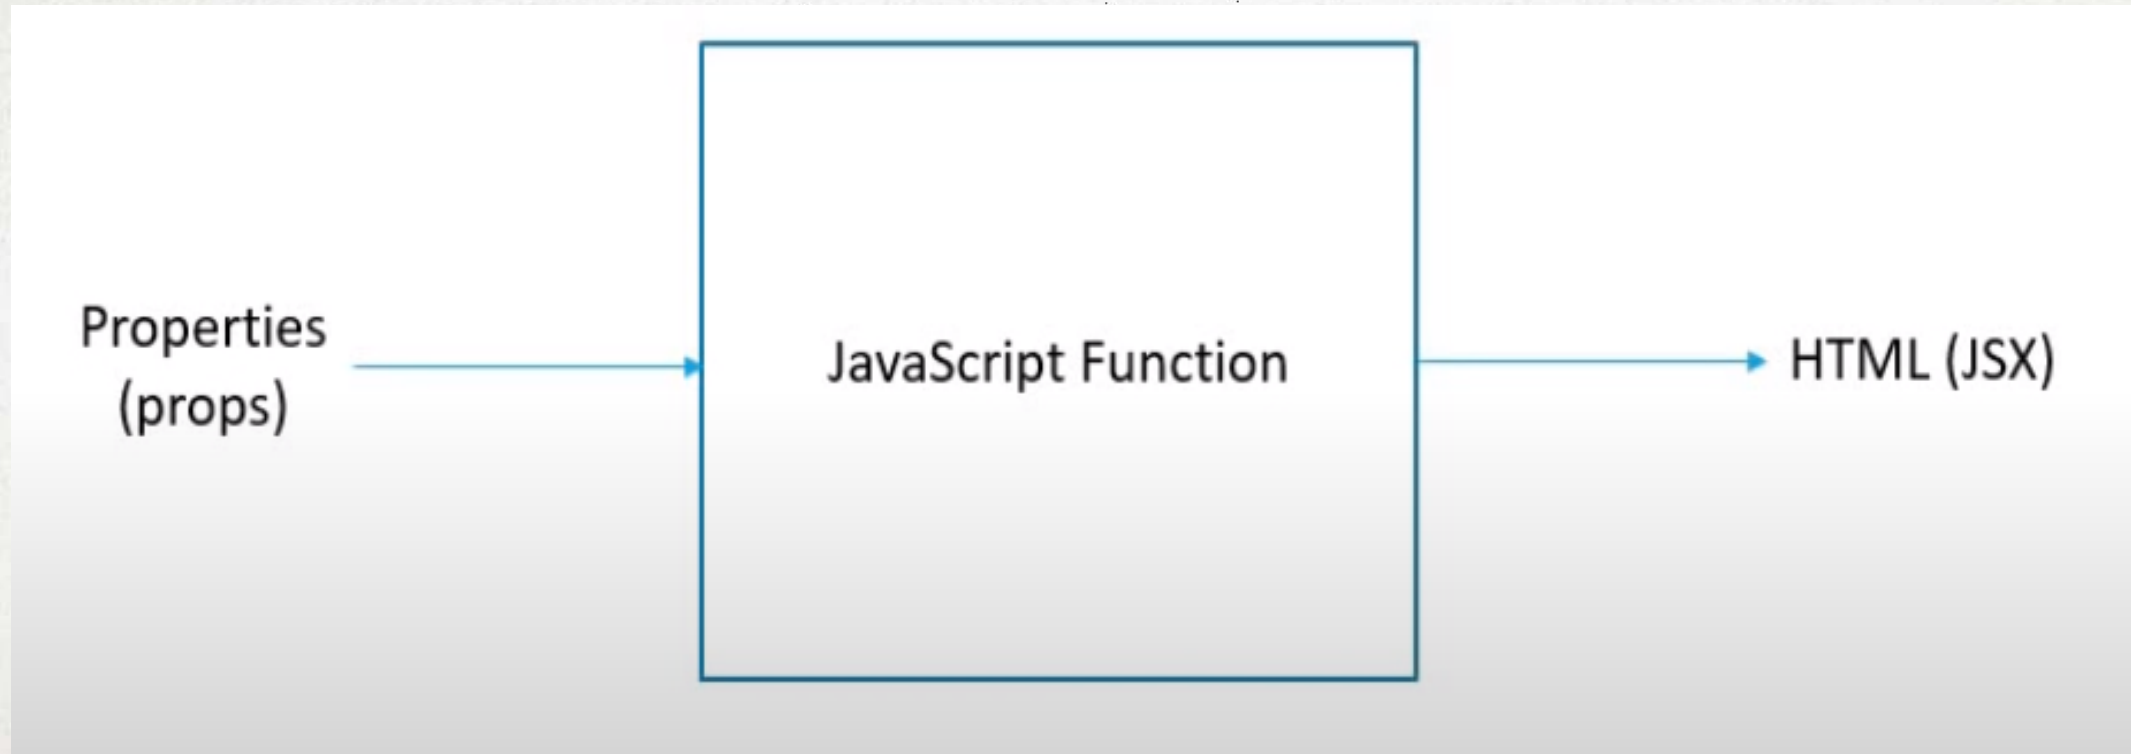 Properties
(props)
JavaScript Function
HTML (JSX)